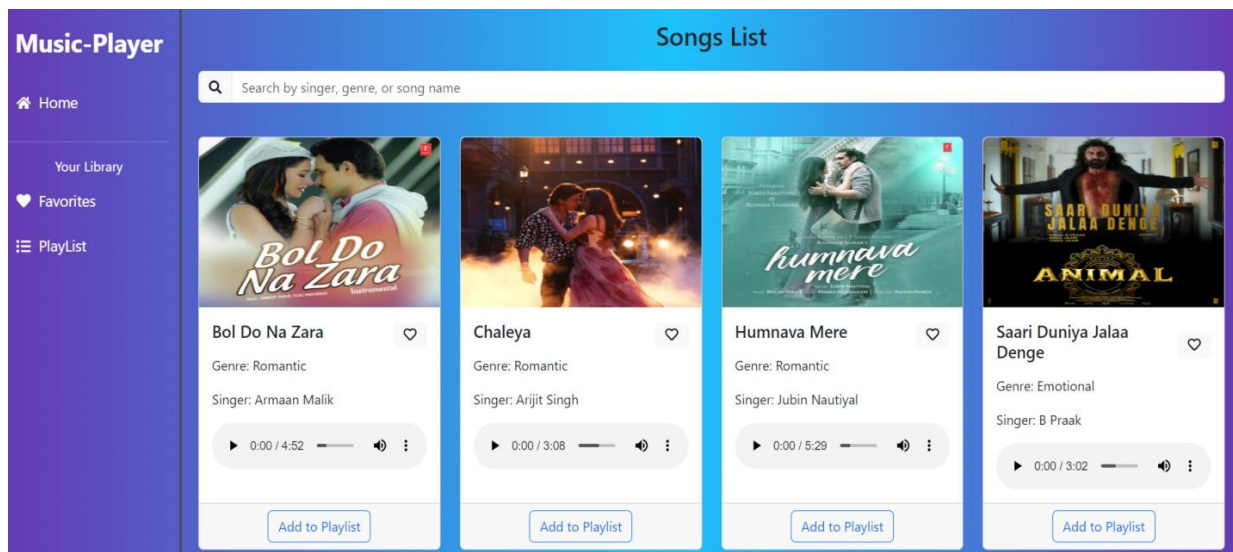 Music-Player
Home
Your Library
Favorites
PlayList
Songs List
Search by singer, genre, or song name
Bol Do
Na Zara
Instrumental
Bol Do Na Zara
Genre: Romantic
Singer: Armaan Malik
0:00 / 4:52
Add to Playlist
Chaleya
Genre: Romantic
Singer: Arijit Singh
0:00 / 3:08
Add to Playlist
humnava
mere
Humnava Mere
Genre: Romantic
Singer: Jubin Nautiyal
0:00 / 5:29
Add to Playlist
SAARI DUNIYA
JALAA DENGE
ANIMAL
Saari Duniya Jalaa
Denge
Genre: Emotional
Singer: B Praak
0:00 / 3:02
Add to Playlist